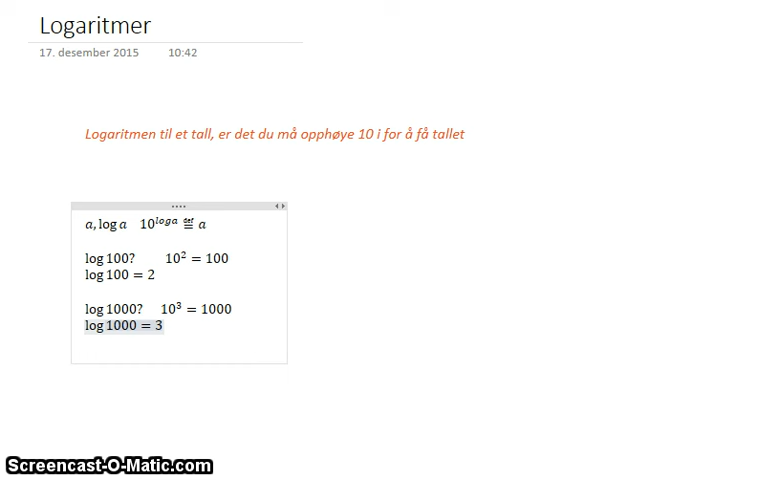 Logaritmer
17. desember 2015 10:42
Logaritmen til et tall, er det du må opphøye 10 i for å få tallet
a, log a 10^{log a} \stackrel{def}{=} a
log 100? 10² = 100
log 100 = 2
log 1000? 10³ = 1000
log 1000 = 3
Screencast-O-Matic.com